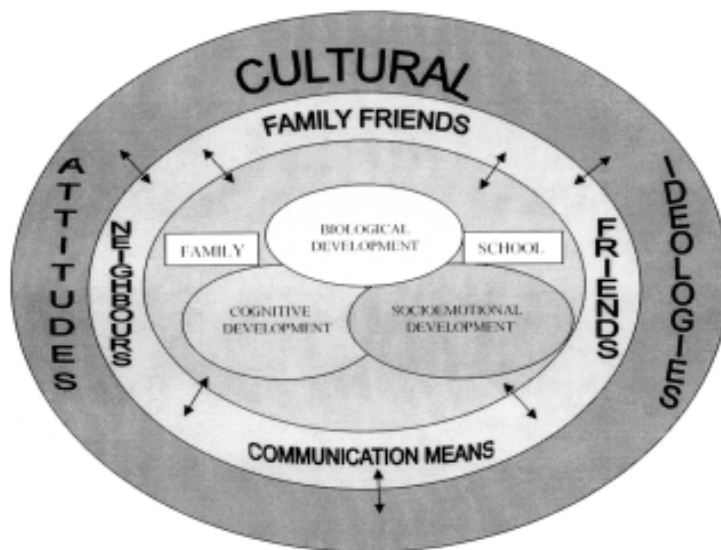 CULTURAL
FAMILY FRIENDS
ATTITUDES
IDEOLOGIES
NEIGHBOURS
FRIENDS
BIOLOGICAL
DEVELOPMENT
FAMILY
SCHOOL
COGNITIVE
DEVELOPMENT
SOCIOEMOTIONAL
DEVELOPMENT
COMMUNICATION MEANS